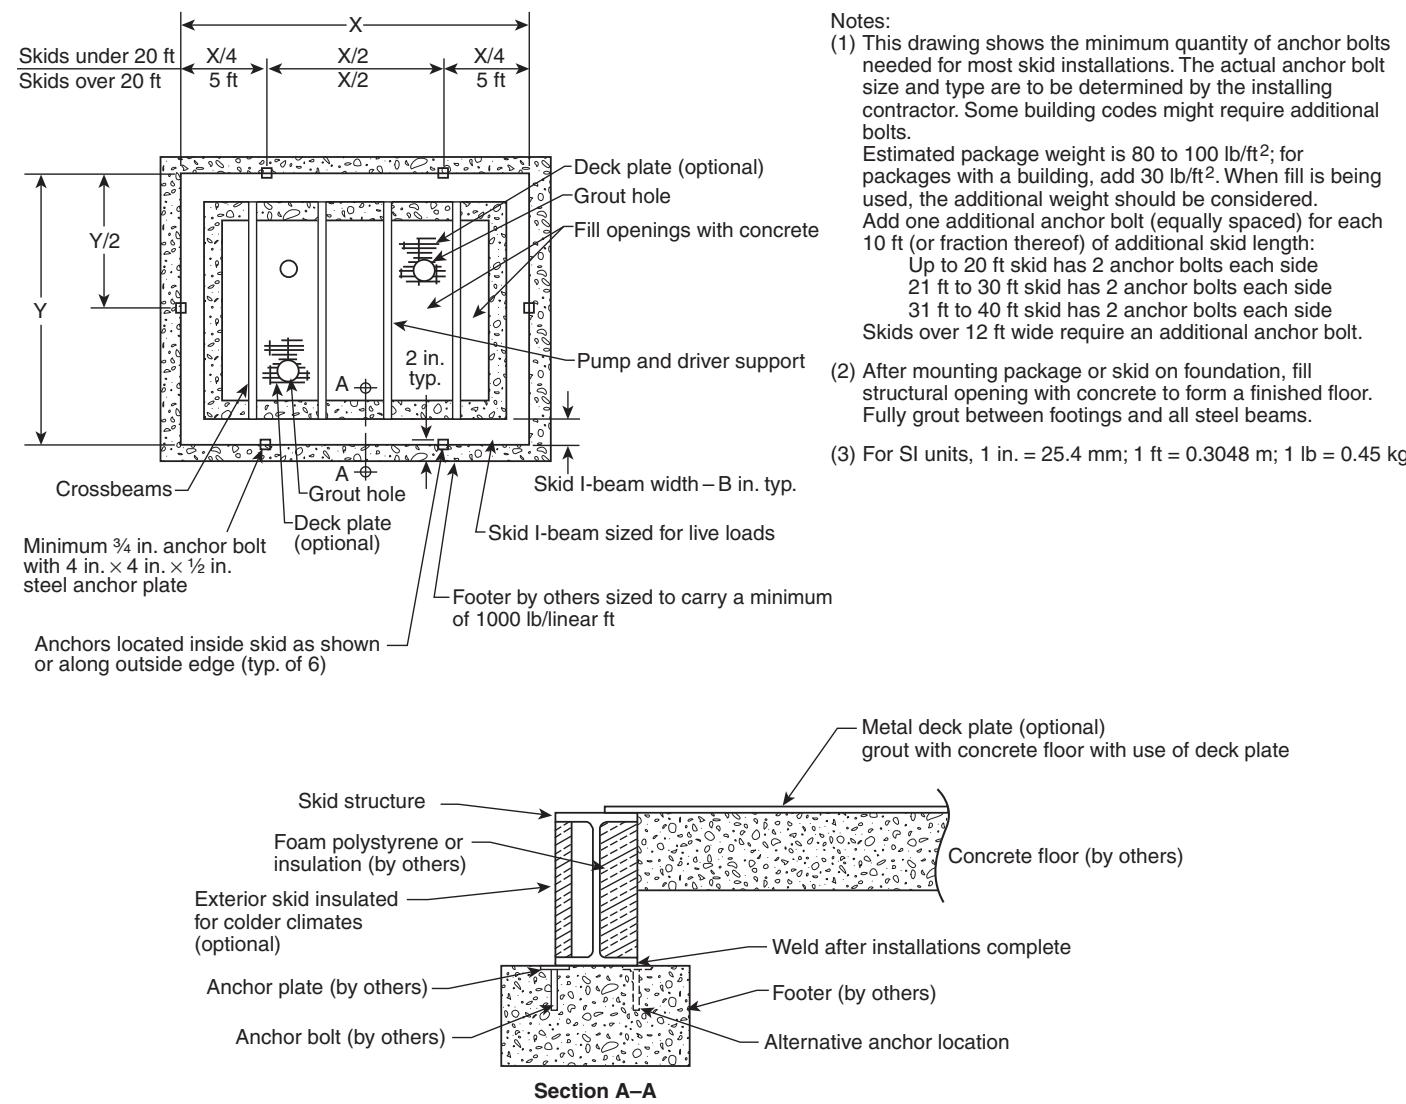 X
Skids under 20 ft
X/4
X/2
X/4
Skids over 20 ft
5 ft
X/2
5 ft
Y
Y/2
Deck plate (optional)
Grout hole
Fill openings with concrete
2 in.
typ.
Pump and driver support
A
A
Crossbeams
Grout hole
Deck plate
(optional)
Skid I-beam width – B in. typ.
Skid I-beam sized for live loads
Minimum ¾ in. anchor bolt
with 4 in. × 4 in. × ½ in.
steel anchor plate
Footer by others sized to carry a minimum
of 1000 lb/linear ft
Anchors located inside skid as shown
or along outside edge (typ. of 6)
Notes:
(1) This drawing shows the minimum quantity of anchor bolts
needed for most skid installations. The actual anchor bolt
size and type are to be determined by the installing
contractor. Some building codes might require additional
bolts.
Estimated package weight is 80 to 100 lb/ft²; for
packages with a building, add 30 lb/ft². When fill is being
used, the additional weight should be considered.
Add one additional anchor bolt (equally spaced) for each
10 ft (or fraction thereof) of additional skid length:
Up to 20 ft skid has 2 anchor bolts each side
21 ft to 30 ft skid has 2 anchor bolts each side
31 ft to 40 ft skid has 2 anchor bolts each side
Skids over 12 ft wide require an additional anchor bolt.
(2) After mounting package or skid on foundation, fill
structural opening with concrete to form a finished floor.
Fully grout between footings and all steel beams.
(3) For SI units, 1 in. = 25.4 mm; 1 ft = 0.3048 m; 1 lb = 0.45 kg
Metal deck plate (optional)
grout with concrete floor with use of deck plate
Skid structure
Foam polystyrene or
insulation (by others)
Concrete floor (by others)
Exterior skid insulated
for colder climates
(optional)
Weld after installations complete
Anchor plate (by others)
Footer (by others)
Anchor bolt (by others)
Alternative anchor location
Section A–A